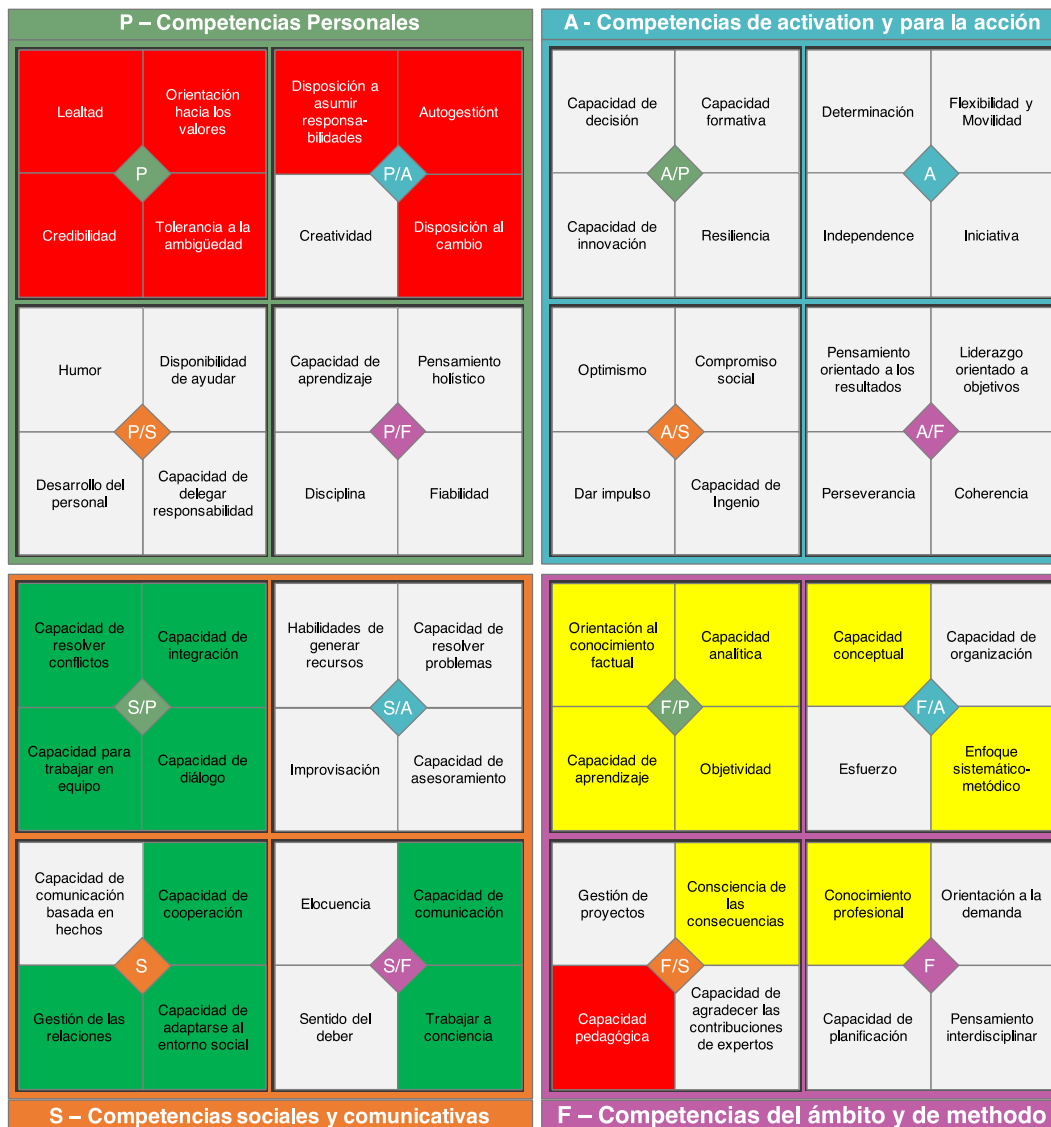 P – Competencias Personales
Lealtad
Orientación
hacia los
valores
P
Credibilidad
Tolerancia a la
ambigüedad
Disposición a
asumir
responsa-
bilidades
Autogestiónt
P/A
Creatividad
Disposición al
cambio
Humor
Disponibilidad
de ayudar
P/S
Desarrollo del
personal
Capacidad de
delegar
responsabilidad
Capacidad de
aprendizaje
Pensamiento
holístico
P/F
Disciplina
Fiabilidad
A - Competencias de activation y para la acción
Capacidad de
decisión
Capacidad
formativa
A/P
Capacidad de
innovación
Resiliencia
Determinación
Flexibilidad y
Movilidad
A
Independence
Iniciativa
Optimismo
Compromiso
social
A/S
Dar impulso
Capacidad de
Ingenio
Pensamiento
orientado a los
resultados
Liderazgo
orientado a
objetivos
A/F
Perseverancia
Coherencia
Capacidad de
resolver
conflictos
Capacidad de
integración
S/P
Capacidad para
trabajar en
equipo
Capacidad de
diálogo
Habilidades de
generar
recursos
Capacidad de
resolver
problemas
S/A
Improvisación
Capacidad de
asesoramiento
Capacidad de
comunicación
basada en
hechos
Capacidad de
cooperación
S
Gestión de las
relaciones
Capacidad de
adaptarse al
entorno social
Elocuencia
Capacidad de
comunicación
S/F
Sentido del
deber
Trabajar a
conciencia
S – Competencias sociales y comunicativas
Orientación al
conocimiento
factual
Capacidad
analítica
F/P
Capacidad de
aprendizaje
Objetividad
Capacidad
conceptual
Capacidad de
organización
F/A
Esfuerzo
Enfoque
sistemático-
metódico
Gestión de
proyectos
Consciencia de
las
consecuencias
F/S
Capacidad
pedagógica
Capacidad de
agradecer las
contribuciones
de expertos
Conocimiento
profesional
Orientación a la
demanda
F
Capacidad de
planificación
Pensamiento
interdisciplinar
F – Competencias del ámbito y de methodo